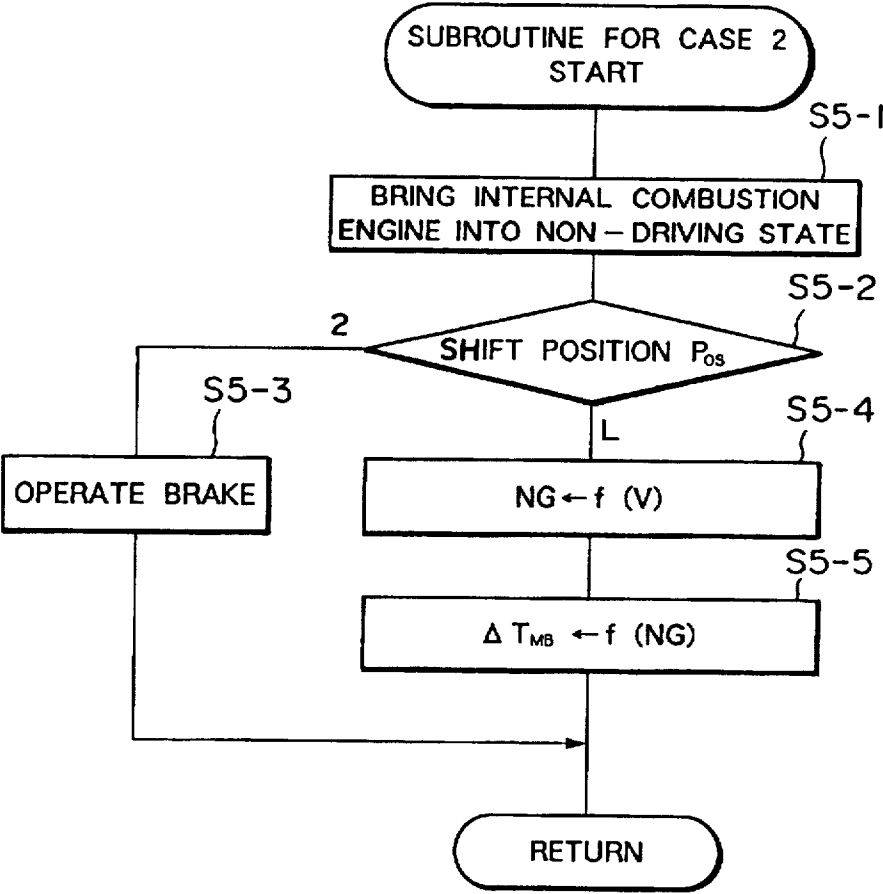 SUBROUTINE FOR CASE 2
START
S5-1
BRING INTERNAL COMBUSTION
ENGINE INTO NON-DRIVING STATE
S5-2
2
SHIFT POSITION Pos
S5-3
L
S5-4
OPERATE BRAKE
NG←f (V)
S5-5
Δ TMB ←f (NG)
RETURN